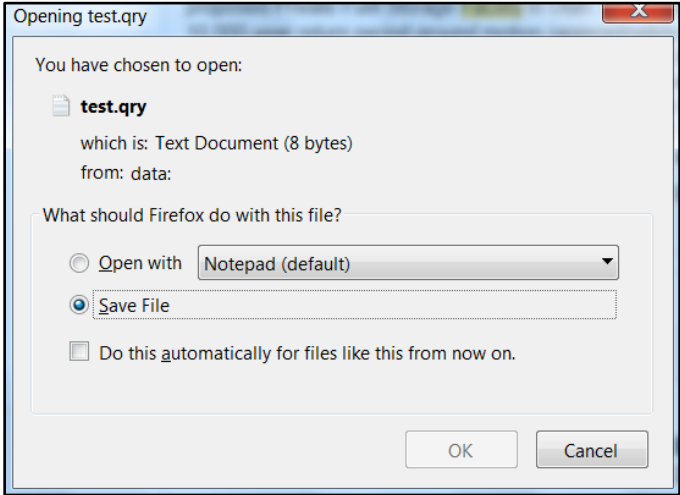 Opening test.qry
You have chosen to open:
test.qry
which is: Text Document (8 bytes)
from: data:
What should Firefox do with this file?
Open with Notepad (default)
Save File
Do this automatically for files like this from now on.
OK Cancel